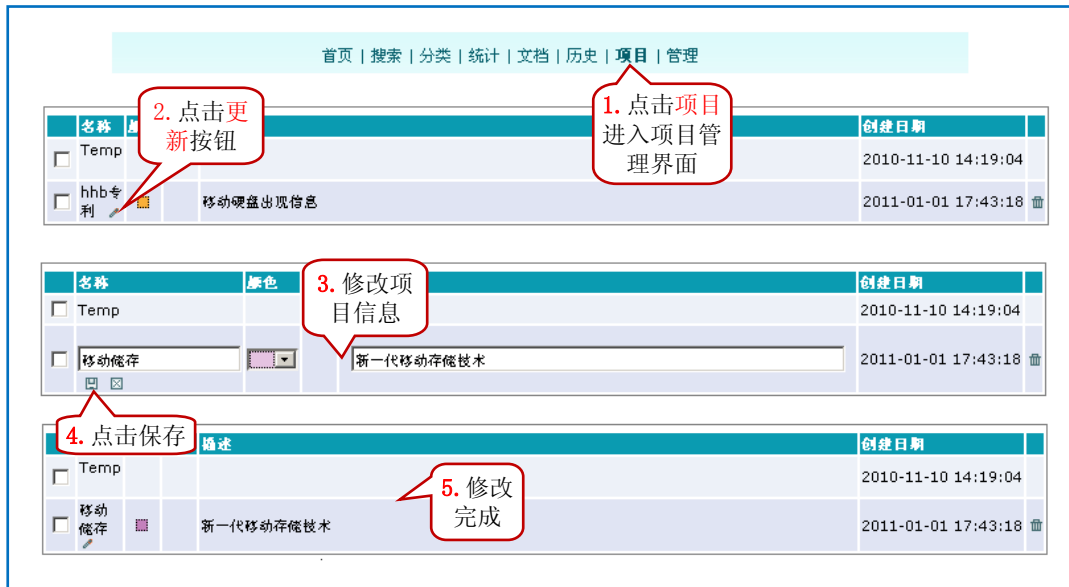 首页 | 搜索 | 分类 | 统计 | 文档 | 历史 | 项目 | 管理
1. 点击项目
进入项目管
理界面
2. 点击更
新按钮
名称
创建日期
Temp
2010-11-10 14:19:04
hhb专
利
移动硬盘出现信息
2011-01-01 17:43:18
3. 修改项
目信息
名称 颜色
创建日期
Temp
2010-11-10 14:19:04
移动储存
新一代移动存储技术
2011-01-01 17:43:18
4. 点击保存
描述
创建日期
Temp
2010-11-10 14:19:04
5. 修改
完成
移动
储存
新一代移动存储技术
2011-01-01 17:43:18